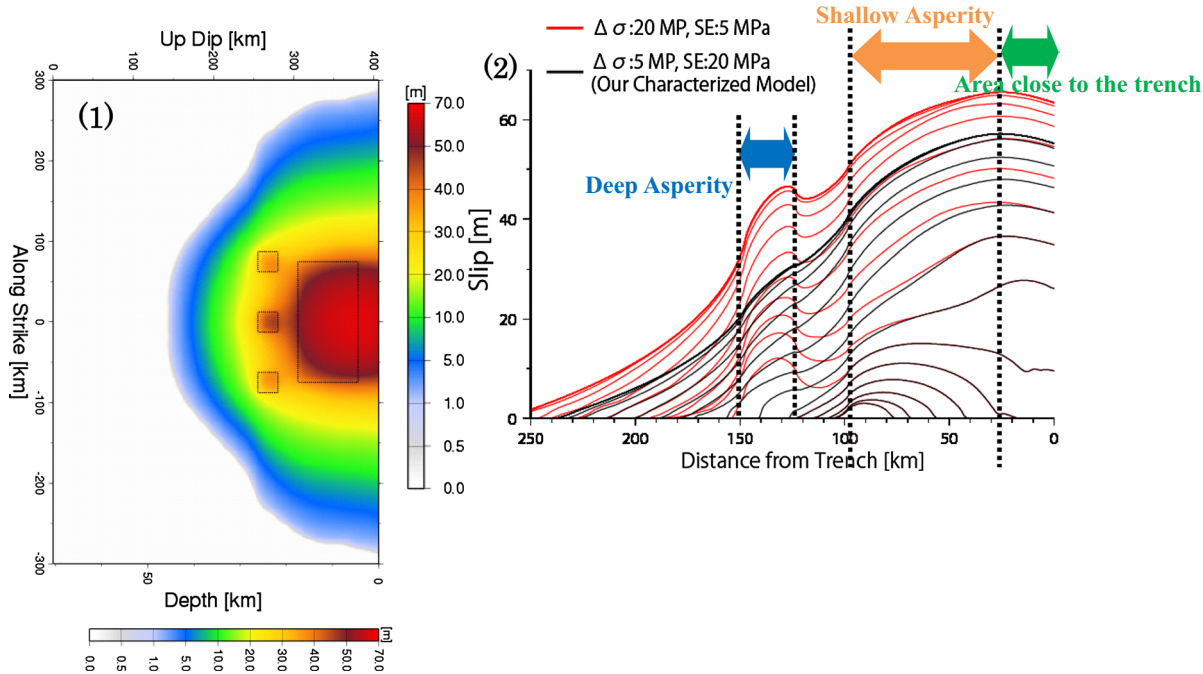 Up Dip [km]
0 100 200 300 400
(1)
300
200
100
0
-100
-200
-300
Along Strike [km]
50 0
Depth [km]
[m]
70.0
50.0
40.0
30.0
20.0
10.0
5.0
1.0
0.5
0.0
[m]
0.0 0.5 1.0 5.0 10.0 20.0 30.0 40.0 50.0 70.0
(2)
Δ σ:20 MP, SE:5 MPa
Δ σ:5 MP, SE:20 MPa
(Our Characterized Model)
Shallow Asperity
Area close to the trench
Deep Asperity
Slip [m]
60
40
20
0
250 200 150 100 50 0
Distance from Trench [km]